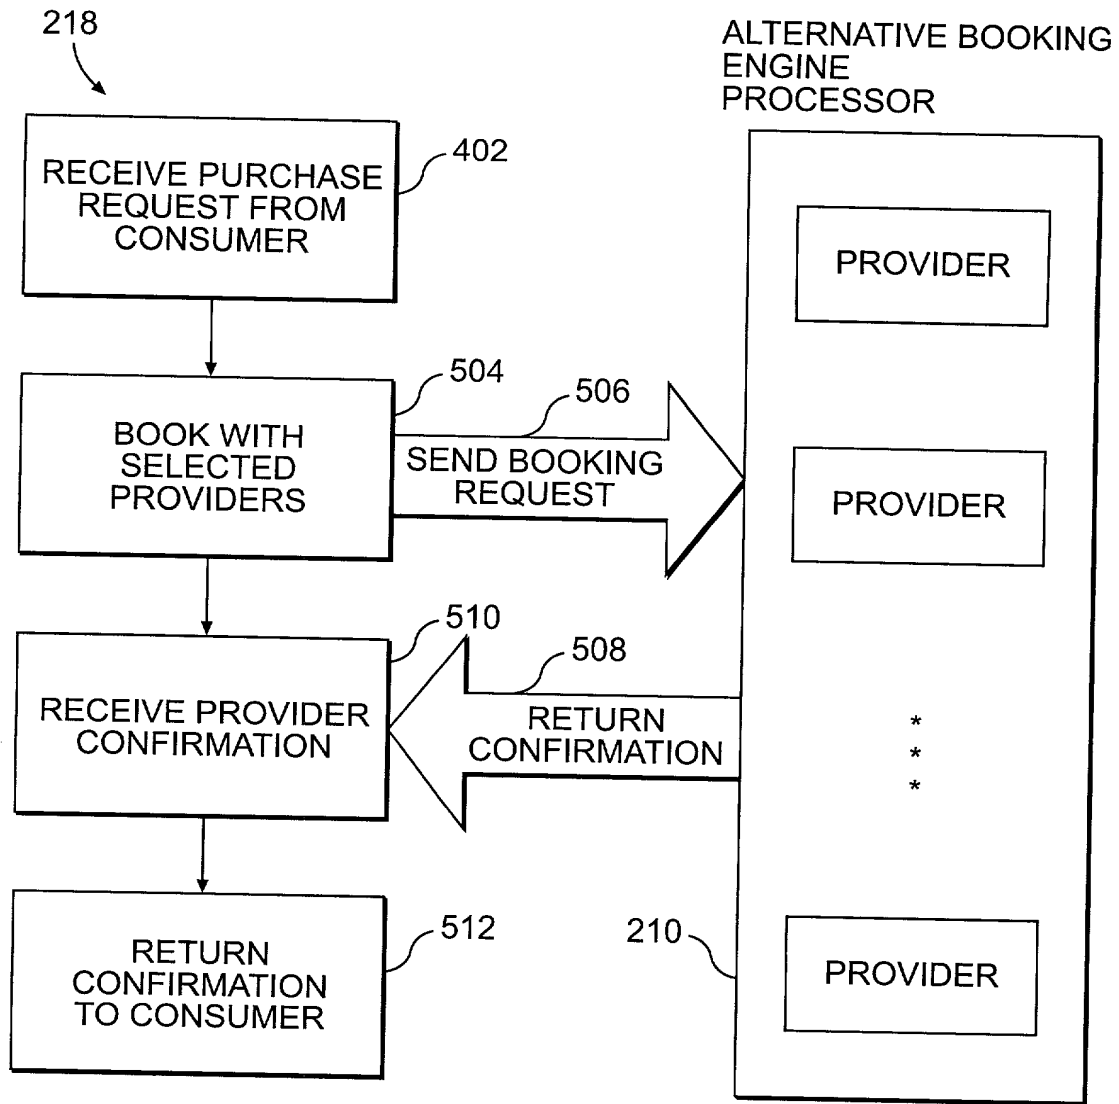 218
ALTERNATIVE BOOKING
ENGINE
PROCESSOR
402
RECEIVE PURCHASE
REQUEST FROM
CONSUMER
PROVIDER
504
506
BOOK WITH
SELECTED
PROVIDERS
SEND BOOKING
REQUEST
PROVIDER
510
508
RECEIVE PROVIDER
CONFIRMATION
RETURN
CONFIRMATION
*
*
*
512
210
RETURN
CONFIRMATION
TO CONSUMER
PROVIDER